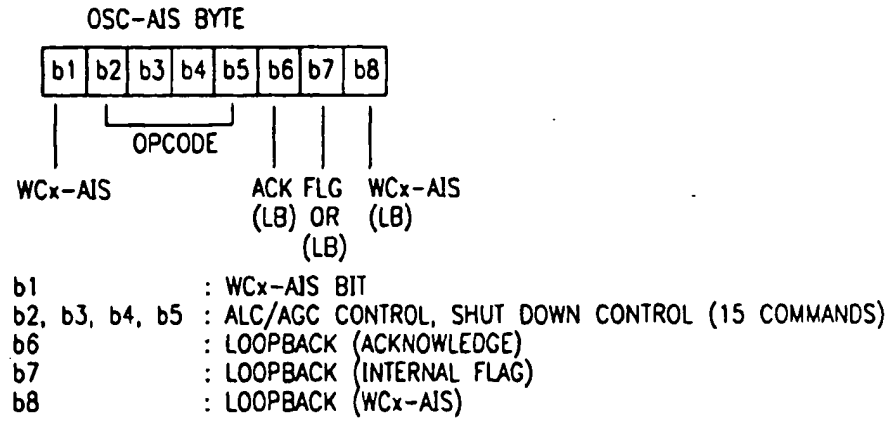 OSC-AIS BYTE
b1 b2 b3 b4 b5 b6 b7 b8
OPCODE
WCx-AIS ACK FLG WCx-AIS
(LB) OR (LB)
(LB)
b1 : WCx-AIS BIT
b2, b3, b4, b5 : ALC/AGC CONTROL, SHUT DOWN CONTROL (15 COMMANDS)
b6 : LOOPBACK (ACKNOWLEDGE)
b7 : LOOPBACK (INTERNAL FLAG)
b8 : LOOPBACK (WCx-AIS)